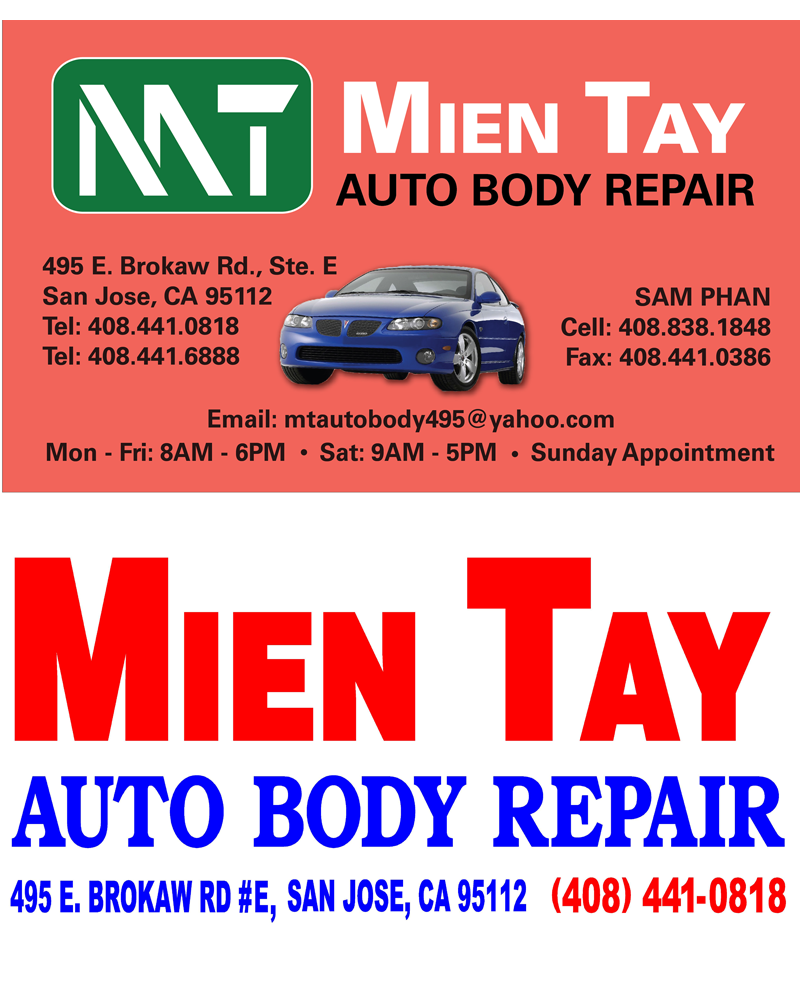 MT
MIEN TAY
AUTO BODY REPAIR
495 E. Brokaw Rd., Ste. E
San Jose, CA 95112
Tel: 408.441.0818
Tel: 408.441.6888
SAM PHAN
Cell: 408.838.1848
Fax: 408.441.0386
Email: mtautobody495@yahoo.com
Mon - Fri: 8AM - 6PM • Sat: 9AM - 5PM • Sunday Appointment
MIEN TAY
AUTO BODY REPAIR
495 E. BROKAW RD #E, SAN JOSE, CA 95112 (408) 441-0818